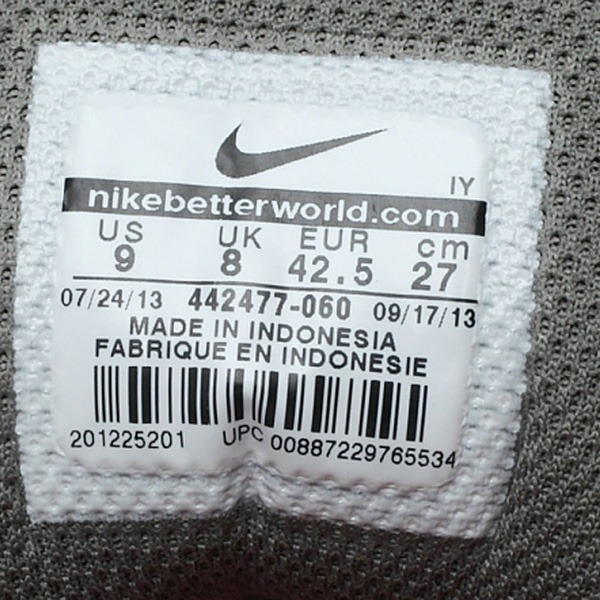 IY
nikebetterworld.com
US UK EUR cm
9 8 42.5 27
07/24/13 442477-060 09/17/13
MADE IN INDONESIA
FABRIQUE EN INDONESIE
201225201 UPC 00887229765534